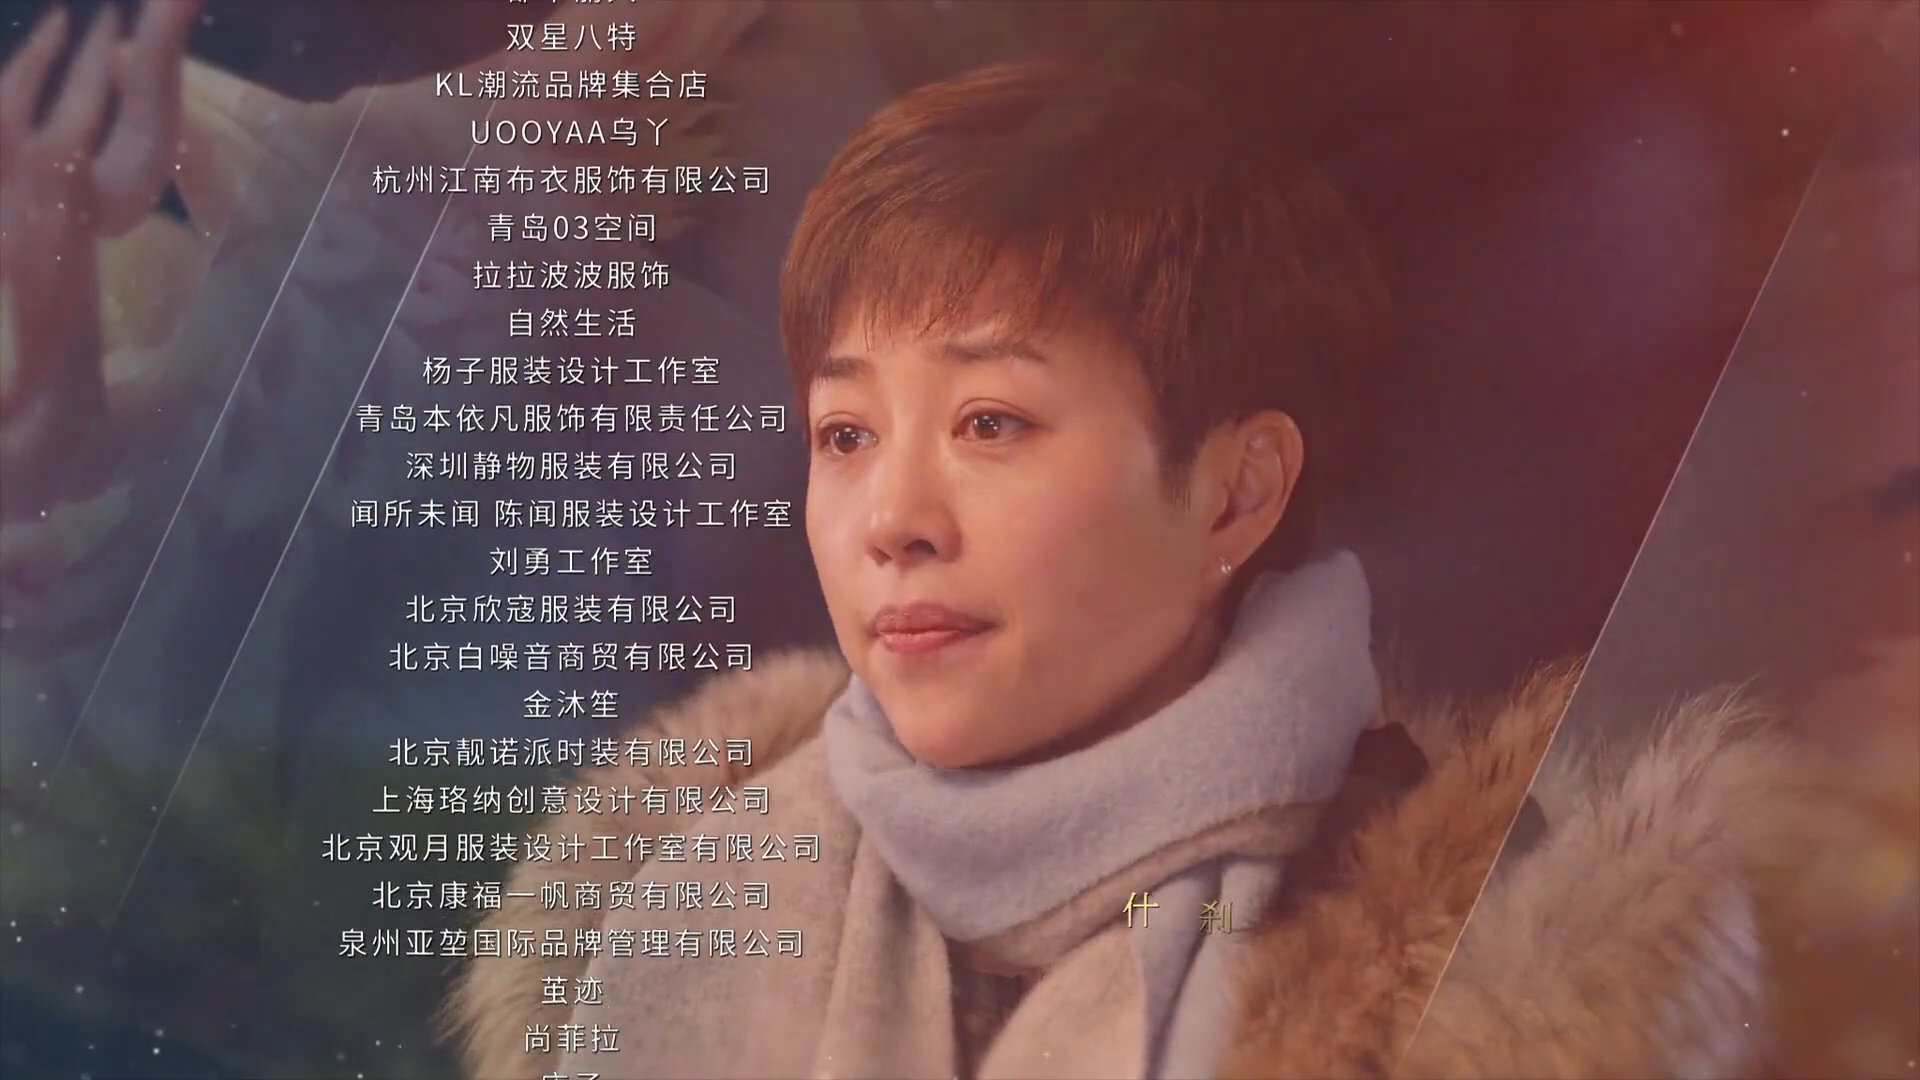 双星八特
KL潮流品牌集合店
UOOYAA乌丫
杭州江南布衣服饰有限公司
青岛03空间
拉拉波波服饰
自然生活
杨子服装设计工作室
青岛本依凡服饰有限责任公司
深圳静物服装有限公司
闻所未闻 陈闻服装设计工作室
刘勇工作室
北京欣寇服装有限公司
北京白噪音商贸有限公司
金沐笙
北京靓诺派时装有限公司
上海珞纳创意设计有限公司
北京观月服装设计工作室有限公司
北京康福一帆商贸有限公司
泉州亚堃国际品牌管理有限公司
茧迹
尚菲拉
什 刹